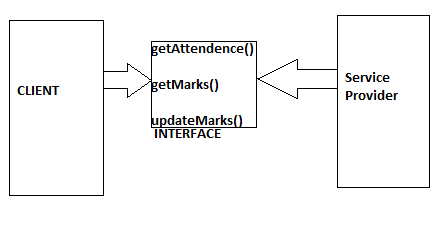 CLIENT
getAttendence()
getMarks()
updateMarks()
INTERFACE
Service
Provider